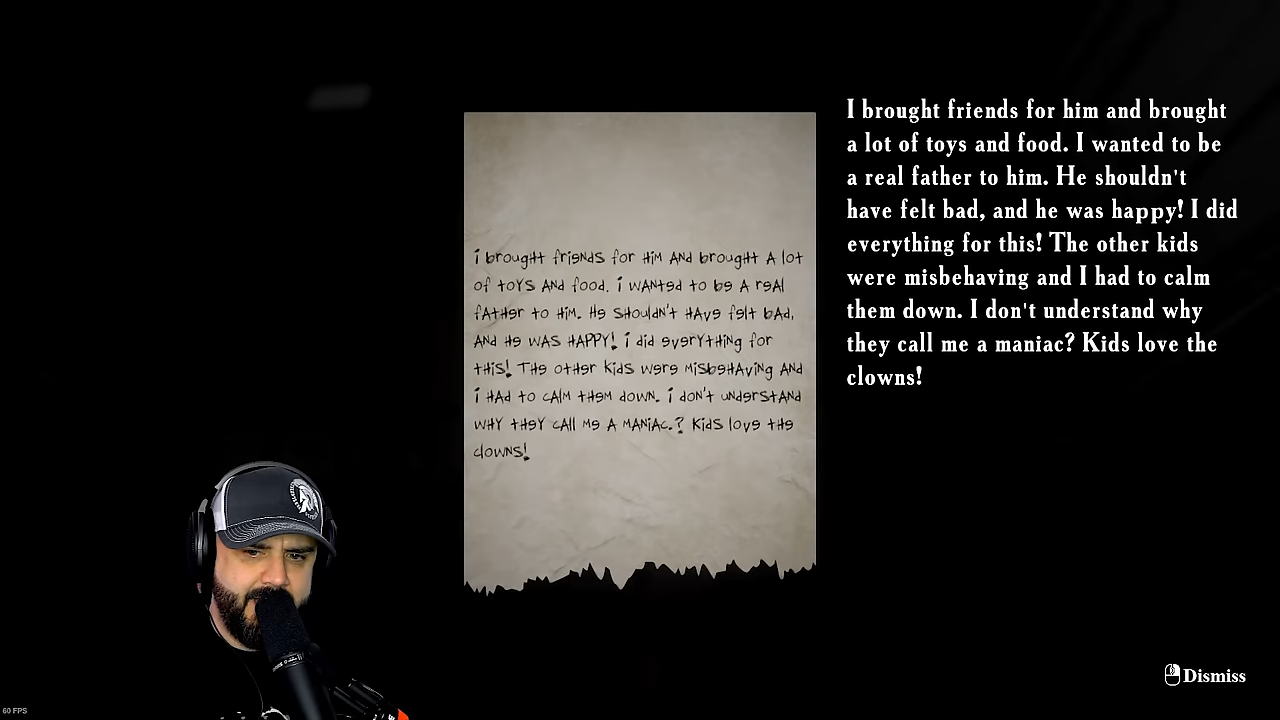 i brought friends for him and brought a lot
of toys and food. i wanted to be a real
father to him. He shouldn't have felt bad,
and he was happy! i did everything for
this! The other kids were misbehaving and
i had to calm them down. i don't understand
why they call me a maniac.? Kids love the
clowns!
I brought friends for him and brought
a lot of toys and food. I wanted to be
a real father to him. He shouldn't
have felt bad, and he was happy! I did
everything for this! The other kids
were misbehaving and I had to calm
them down. I don't understand why
they call me a maniac? Kids love the
clowns!
Dismiss
60 FPS